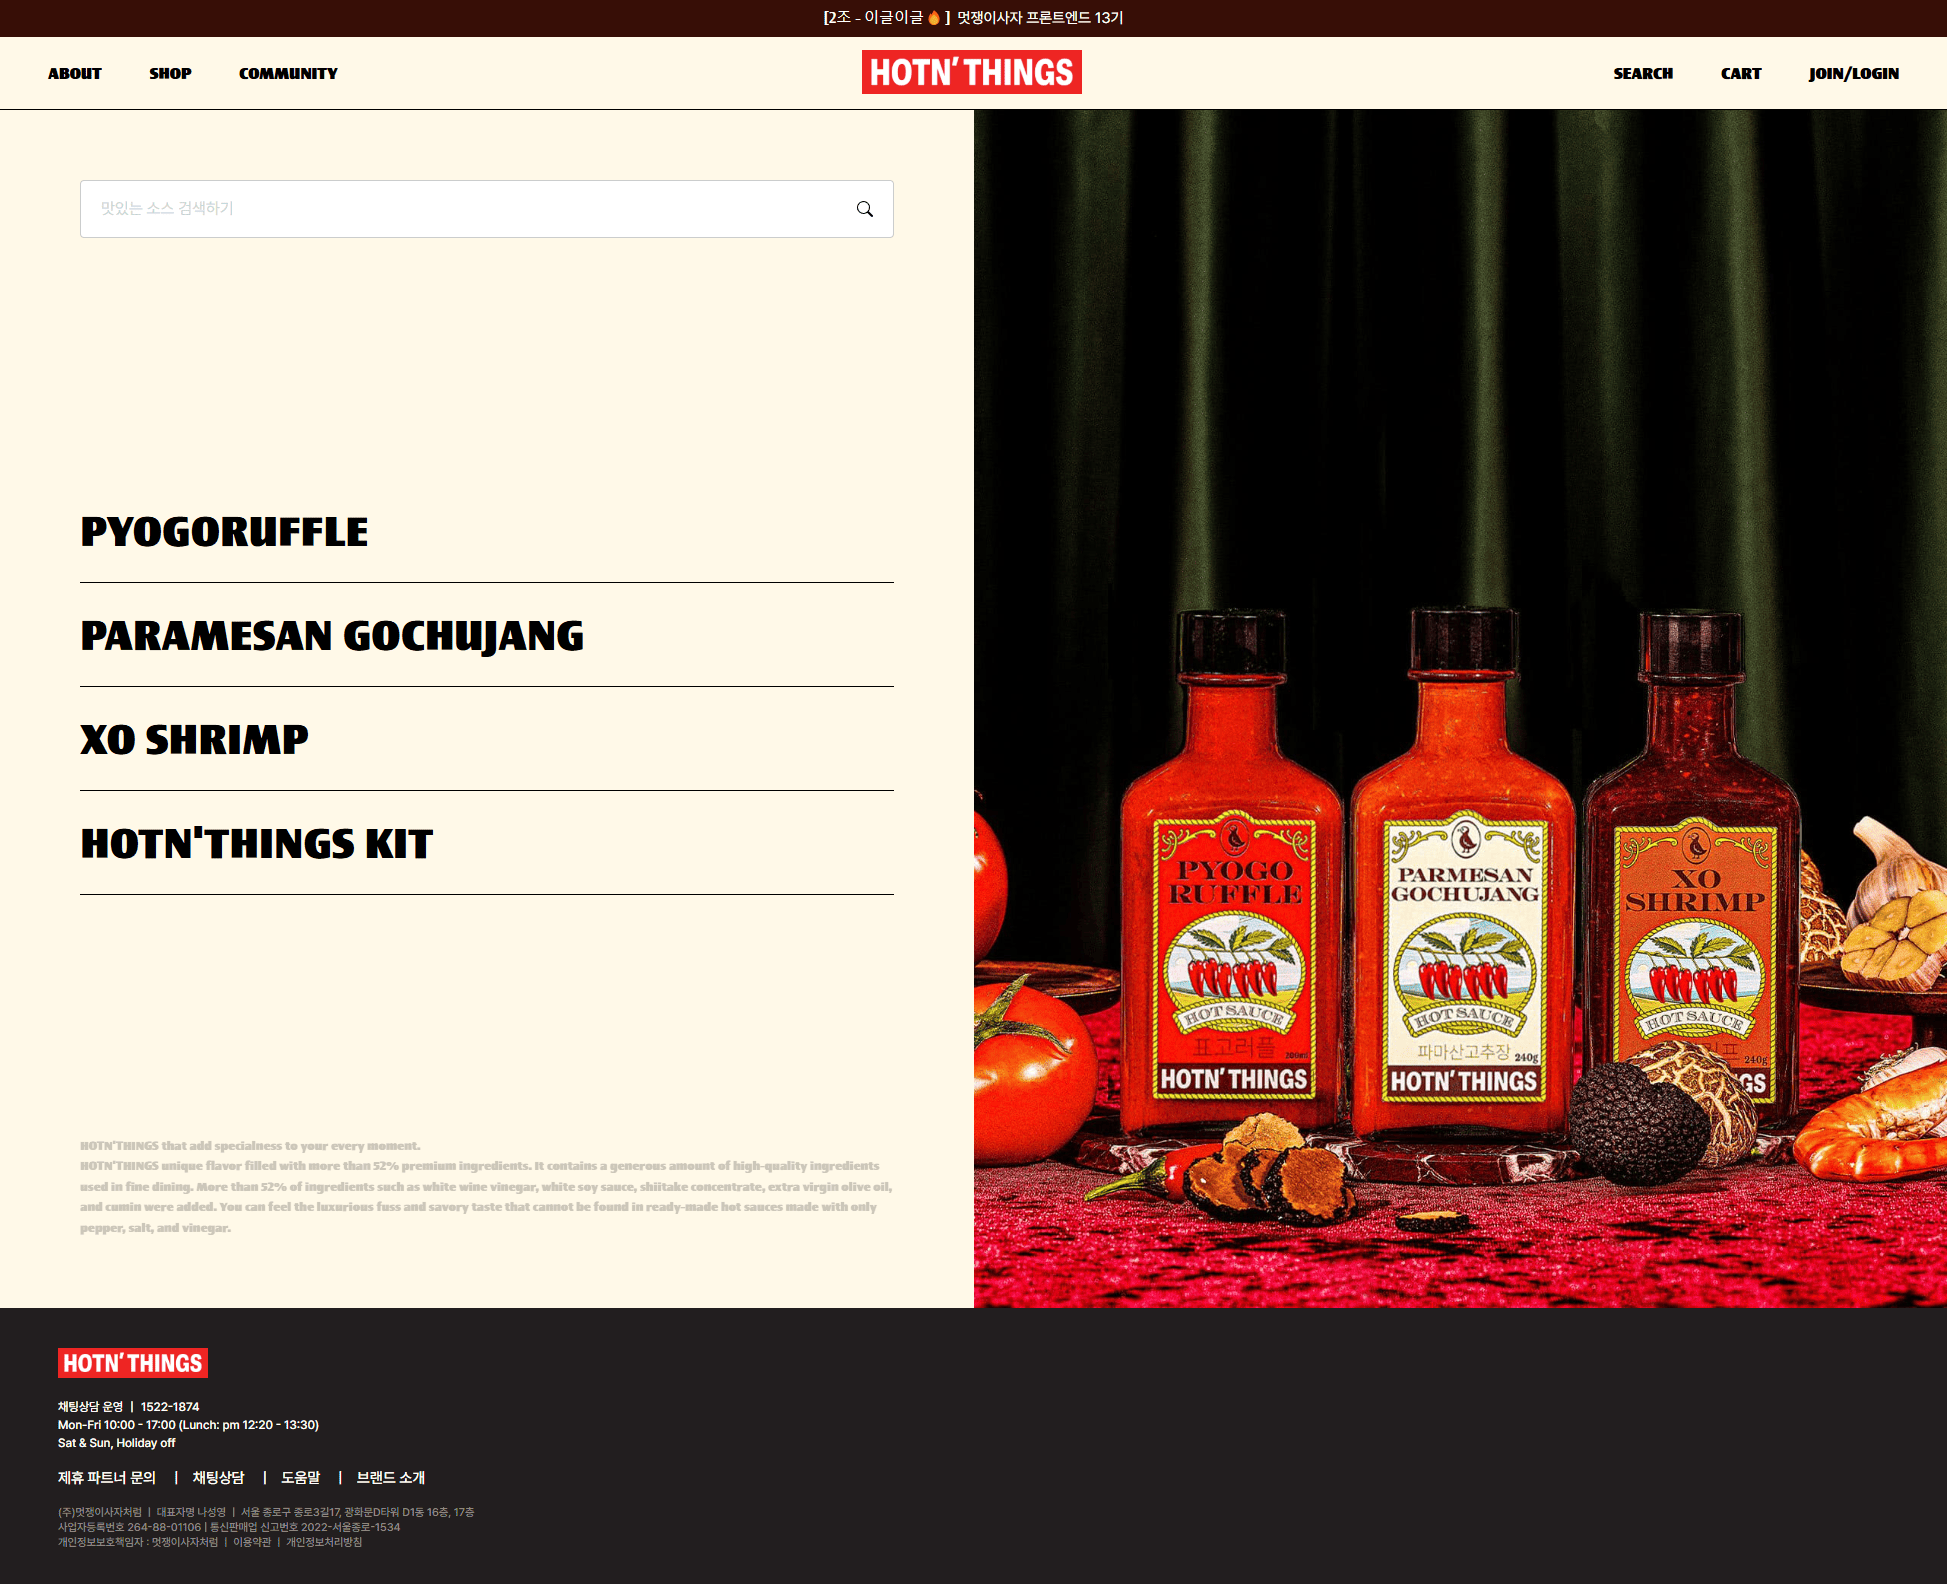 [2조 - 이글이글🔥] 멋쟁이사자 프론트엔드 13기
ABOUT SHOP COMMUNITY
HOTN' THINGS
SEARCH CART JOIN/LOGIN
맛있는 소스 검색하기
PYOGORUFFLE
PARAMESAN GOCHUJANG
XO SHRIMP
HOTN'THINGS KIT
HOTN'THINGS that add specialness to your every moment.
HOTN'THINGS unique flavor filled with more than 52% premium ingredients. It contains a generous amount of high-quality ingredients
used in fine dining. More than 52% of ingredients such as white wine vinegar, white soy sauce, shiitake concentrate, extra virgin olive oil,
and cumin were added. You can feel the luxurious fuss and savory taste that cannot be found in ready-made hot sauces made with only
pepper, salt, and vinegar.
PYOGO
RUFFLE
HOT SAUCE
표고러플 200ml
HOTN' THINGS
PARMESAN
GOCHUJANG
HOT SAUCE
파마산고추장 240g
HOTN' THINGS
XO
SHRIMP
HOT SAUCE
240g
GS
HOTN' THINGS
채팅상담 운영 | 1522-1874
Mon-Fri 10:00 - 17:00 (Lunch: pm 12:20 - 13:30)
Sat & Sun, Holiday off
제휴 파트너 문의 | 채팅상담 | 도움말 | 브랜드 소개
(주)멋쟁이사자처럼 | 대표자명 나성영 | 서울 종로구 종로3길17, 광화문D타워 D1동 16층, 17층
사업자등록번호 264-88-01106 | 통신판매업 신고번호 2022-서울종로-1534
개인정보보호책임자 : 멋쟁이사자처럼 | 이용약관 | 개인정보처리방침